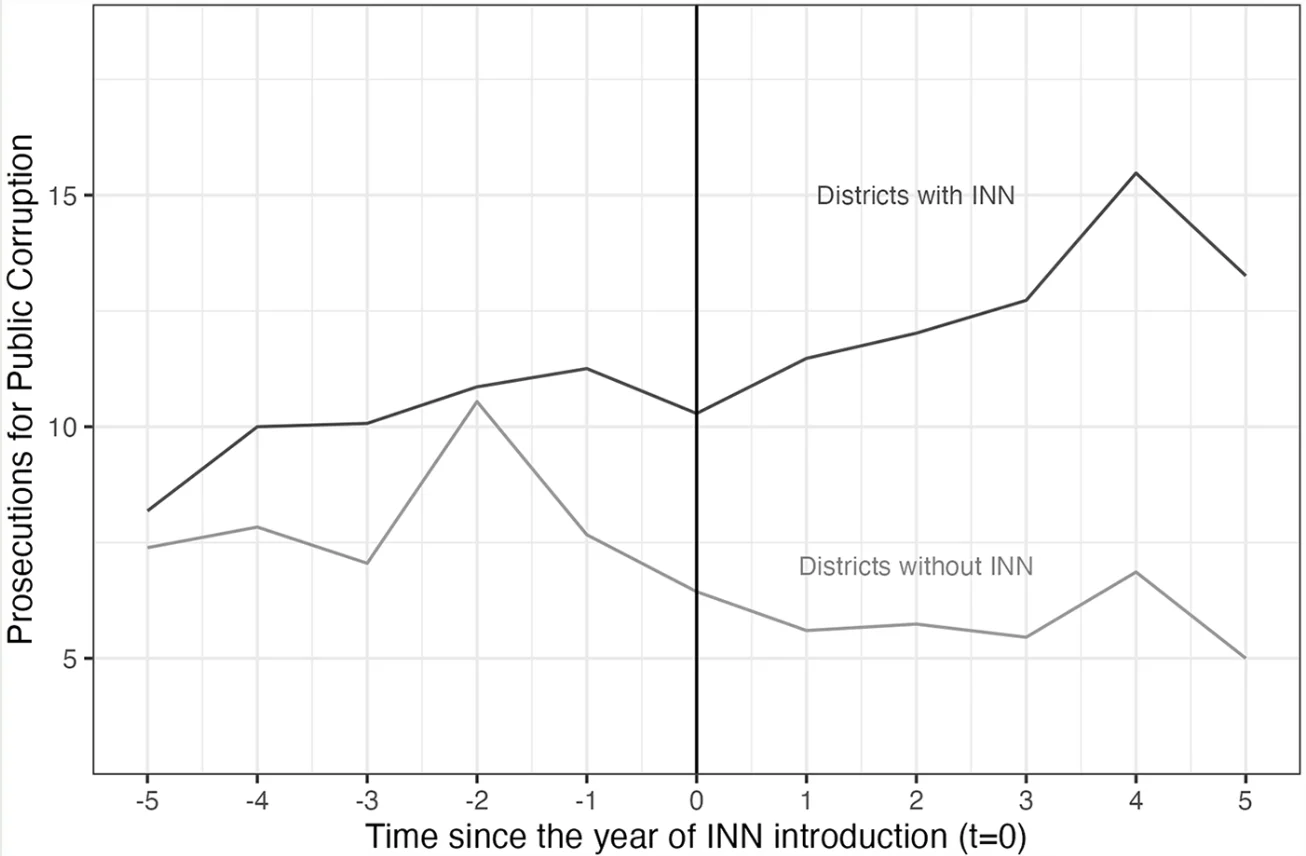 Prosecutions for Public Corruption
15
10
5
Districts with INN
Districts without INN
-5 -4 -3 -2 -1 0 1 2 3 4 5
Time since the year of INN introduction (t=0)